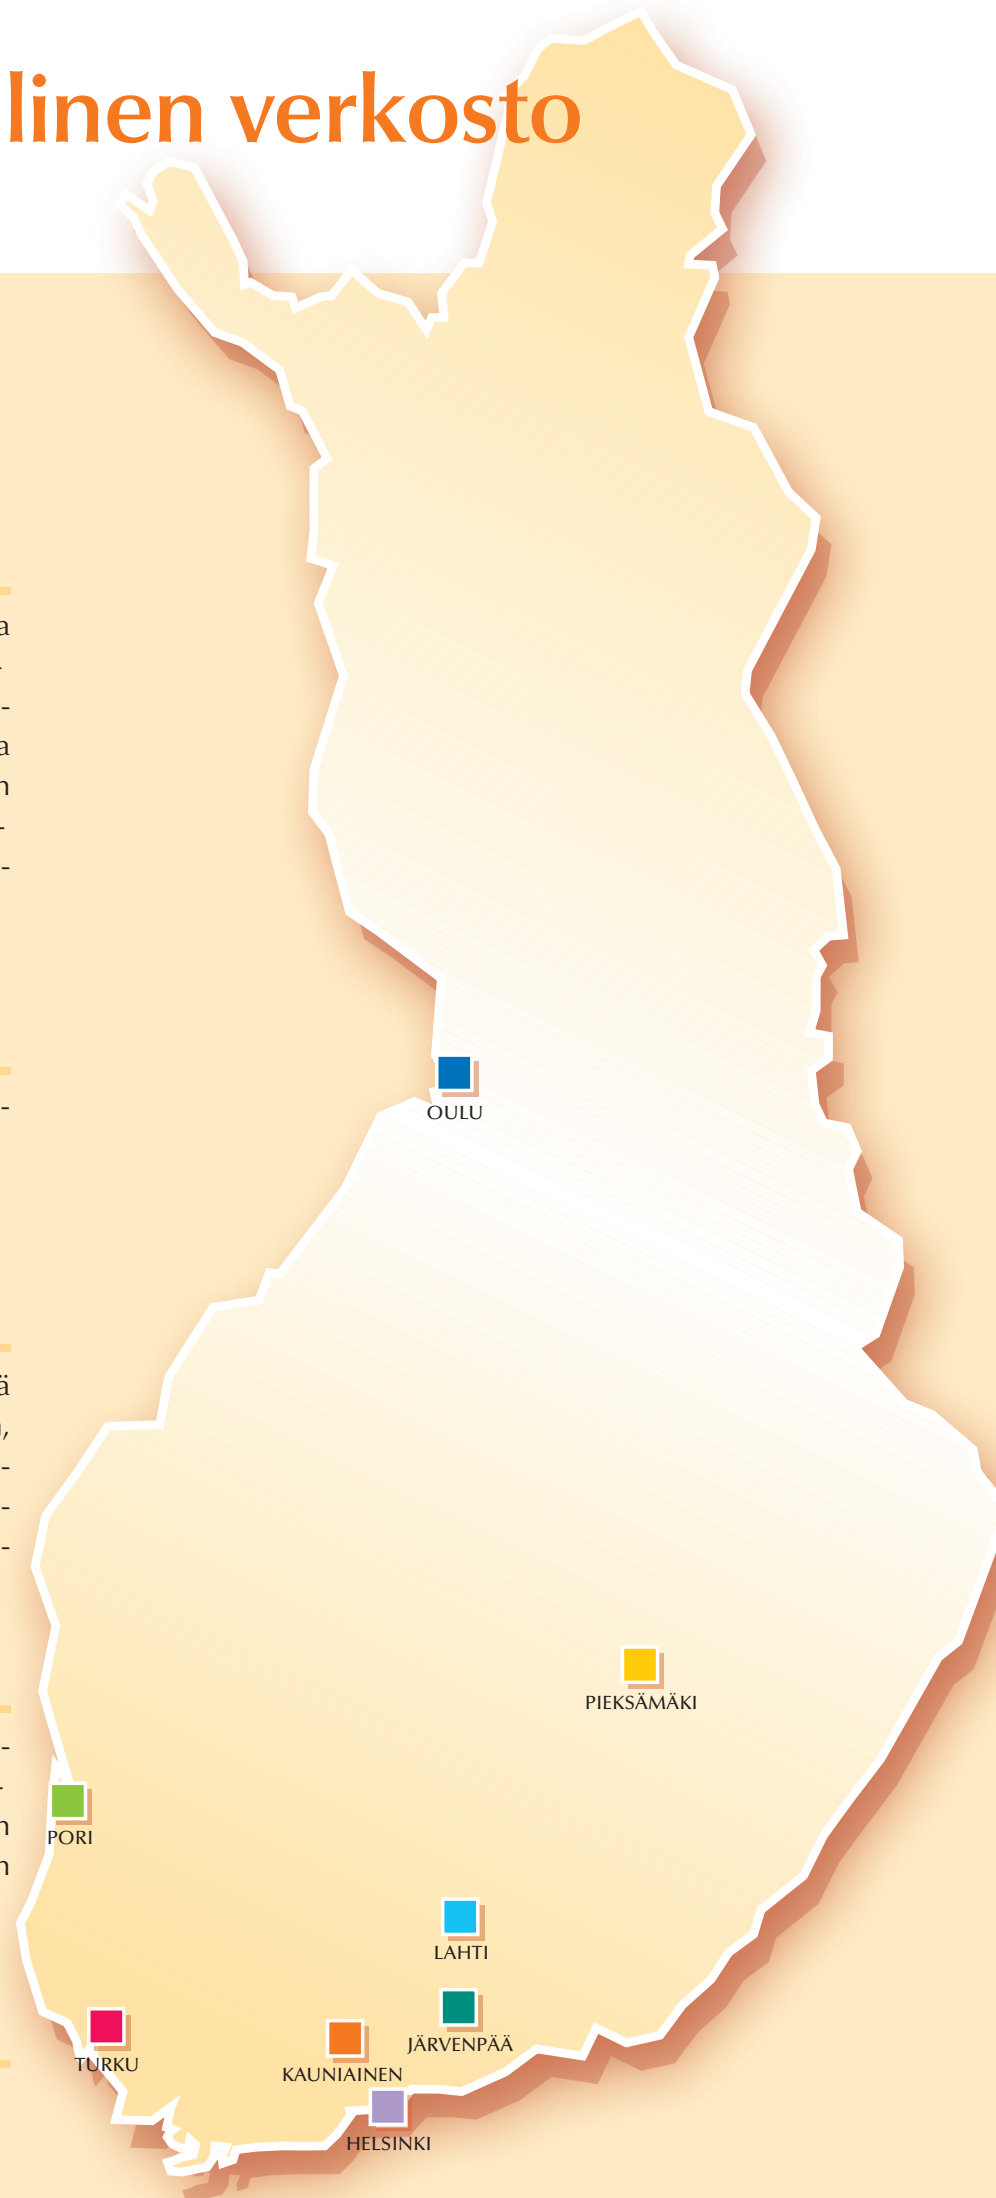 linen verkosto
a
-
-
a
n
-
-
-
ä
,
-
-
-
-
-
n
n
OULU
PIEKSÄMÄKI
PORI
LAHTI
JÄRVENPÄÄ
TURKU
KAUNIAINEN
HELSINKI